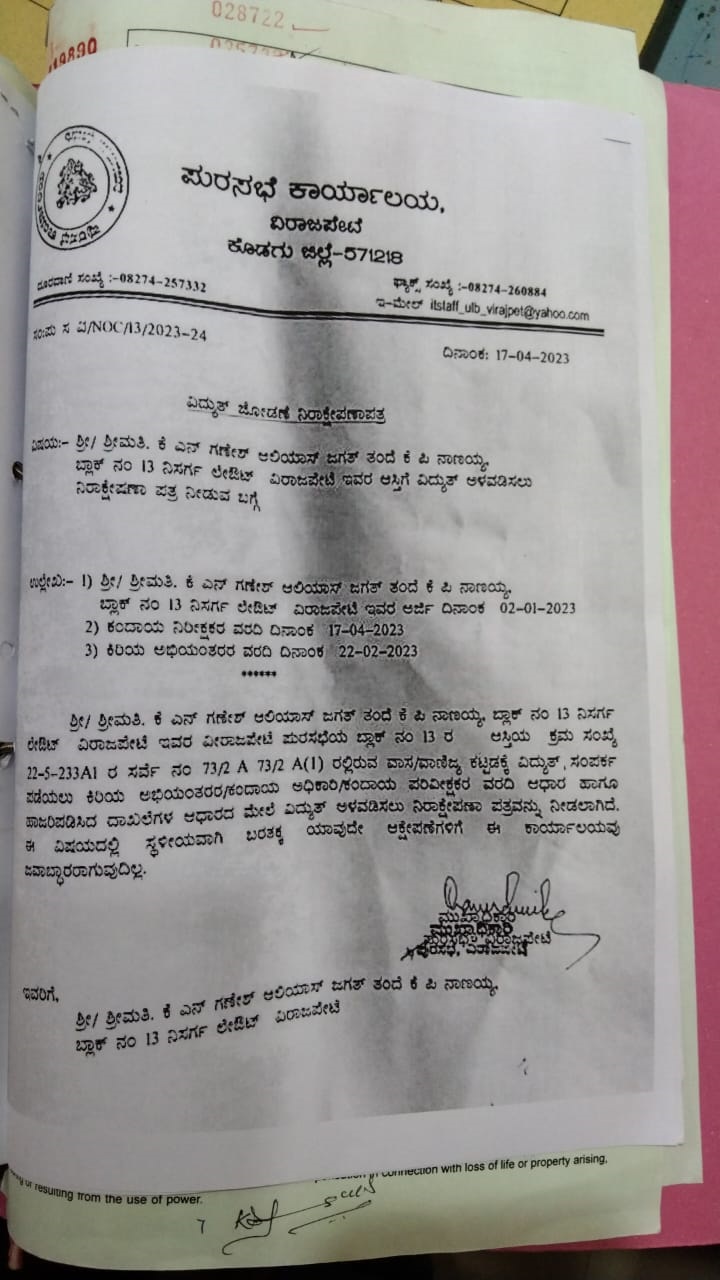 028722
19890
ಪುರಸಭೆ ಕಾರ್ಯಾಲಯ,
ವಿರಾಜಪೇಟೆ
ಕೊಡಗು ಜಿಲ್ಲೆ-571218
ದೂರವಾಣಿ ಸಂಖ್ಯೆ :-08274-257332
ಫ್ಯಾಕ್ಸ್ ಸಂಖ್ಯೆ :-08274-260884
ಇ-ಮೇಲ್ itstaff_ulb_virajpet@yahoo.com
ಸಂ:ಪು ಸ ವಿ/NOC/13/2023-24
ದಿನಾಂಕ: 17-04-2023
ವಿದ್ಯುತ್ ಜೋಡಣೆ ನಿರಾಕ್ಷೇಪಣಾಪತ್ರ
ವಿಷಯ:- ಶ್ರೀ/ ಶ್ರೀಮತಿ. ಕೆ ಎನ್ ಗಣೇಶ್ ಆಲಿಯಾಸ್ ಜಗತ್ ತಂದೆ ಕೆ ಪಿ ನಾಣಯ್ಯ,
ಬ್ಲಾಕ್ ನಂ 13 ನಿಸರ್ಗ ಲೇಔಟ್ ವಿರಾಜಪೇಟೆ ಇವರ ಆಸ್ತಿಗೆ ವಿದ್ಯುತ್ ಅಳವಡಿಸಲು
ನಿರಾಕ್ಷೇಷಣಾ ಪತ್ರ ನೀಡುವ ಬಗ್ಗೆ
ಉಲ್ಲೇಖ:- 1) ಶ್ರೀ/ ಶ್ರೀಮತಿ. ಕೆ ಎನ್ ಗಣೇಶ್ ಆಲಿಯಾಸ್ ಜಗತ್ ತಂದೆ ಕೆ ಪಿ ನಾಣಯ್ಯ,
ಬ್ಲಾಕ್ ನಂ 13 ನಿಸರ್ಗ ಲೇಔಟ್ ವಿರಾಜಪೇಟೆ ಇವರ ಅರ್ಜಿ ದಿನಾಂಕ 02-01-2023
2) ಕಂದಾಯ ನಿರೀಕ್ಷಕರ ವರದಿ ದಿನಾಂಕ 17-04-2023
3) ಕಿರಿಯ ಅಭಿಯಂತರರ ವರದಿ ದಿನಾಂಕ 22-02-2023
******
ಶ್ರೀ/ ಶ್ರೀಮತಿ. ಕೆ ಎನ್ ಗಣೇಶ್ ಆಲಿಯಾಸ್ ಜಗತ್ ತಂದೆ ಕೆ ಪಿ ನಾಣಯ್ಯ, ಬ್ಲಾಕ್ ನಂ 13 ನಿಸರ್ಗ
ಲೇಔಟ್ ವಿರಾಜಪೇಟೆ ಇವರ ವೀರಾಜಪೇಟೆ ಪುರಸಭೆಯ ಬ್ಲಾಕ್ ನಂ 13 ರ ಆಸ್ತಿಯ ಕ್ರಮ ಸಂಖ್ಯೆ
22-5-233A1 ರ ಸರ್ವೆ ನಂ 73/2 A 73/2 A(1) ರಲ್ಲಿರುವ ವಾಸ/ವಾಣಿಜ್ಯ ಕಟ್ಟಡಕ್ಕೆ ವಿದ್ಯುತ್ ಸಂಪರ್ಕ
ಪಡೆಯಲು ಕಿರಿಯ ಅಭಿಯಂತರರ/ಕಂದಾಯ ಅಧಿಕಾರಿ/ಕಂದಾಯ ಪರಿವೀಕ್ಷಕರ ವರದಿ ಆಧಾರ ಹಾಗೂ
ಹಾಜರಿಪಡಿಸಿದ ದಾಖಲೆಗಳ ಆಧಾರದ ಮೇಲೆ ವಿದ್ಯುತ್ ಅಳವಡಿಸಲು ನಿರಾಕ್ಷೇಪಣಾ ಪತ್ರವನ್ನು ನೀಡಲಾಗಿದೆ.
ಈ ವಿಷಯದಲ್ಲಿ ಸ್ಥಳೀಯವಾಗಿ ಬರತಕ್ಕ ಯಾವುದೇ ಆಕ್ಷೇಪಣೆಗಳಿಗೆ ಈ ಕಾರ್ಯಾಲಯವು
ಜವಾಬ್ಧಾರರಾಗುವುದಿಲ್ಲ.
ಮುಖ್ಯಾಧಿಕಾರಿ
ಮುಖ್ಯಾಧಿಕಾರಿ
ಪುರಸಭೆ ವಿರಾಜಪೇಟೆ
ಪುರಸಭೆ, ವಿರಾಜಪೇಟೆ
ಇವರಿಗೆ,
ಶ್ರೀ/ ಶ್ರೀಮತಿ. ಕೆ ಎನ್ ಗಣೇಶ್ ಆಲಿಯಾಸ್ ಜಗತ್ ತಂದೆ ಕೆ ಪಿ ನಾಣಯ್ಯ,
ಬ್ಲಾಕ್ ನಂ 13 ನಿಸರ್ಗ ಲೇಔಟ್ ವಿರಾಜಪೇಟೆ
in connection with loss of life or property arising,
or resulting from the use of power.